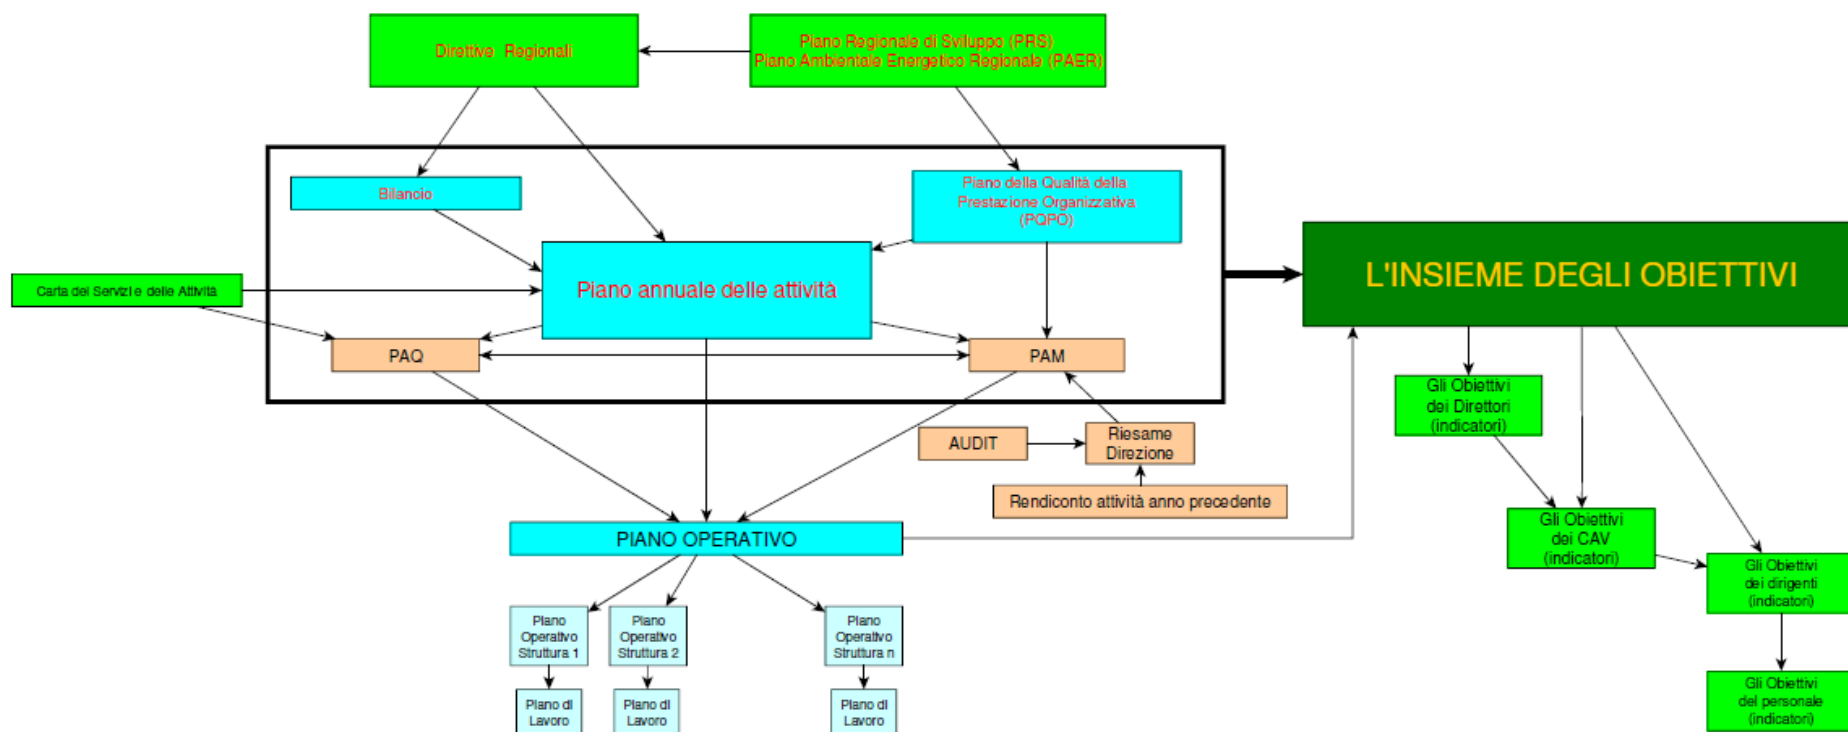 Direttive Regionali
Piano Regionale di Sviluppo (PRS)
Piano Ambientale Energetico Regionale (PAER)
Bilancio
Piano della Qualità della
Prestazione Organizzativa
(PQPO)
Carta dei Servizi e delle Attività
Piano annuale delle attività
L'INSIEME DEGLI OBIETTIVI
PAQ
PAM
Gli Obiettivi
dei Direttori
(indicatori)
AUDIT
Riesame
Direzione
Rendiconto attività anno precedente
PIANO OPERATIVO
Gli Obiettivi
dei CAV
(indicatori)
Gli Obiettivi
dei dirigenti
(indicatori)
Piano
Operativo
Struttura 1
Piano
Operativo
Struttura 2
Piano
Operativo
Struttura n
Piano di
Lavoro
Piano di
Lavoro
Piano di
Lavoro
Gli Obiettivi
del personale
(indicatori)